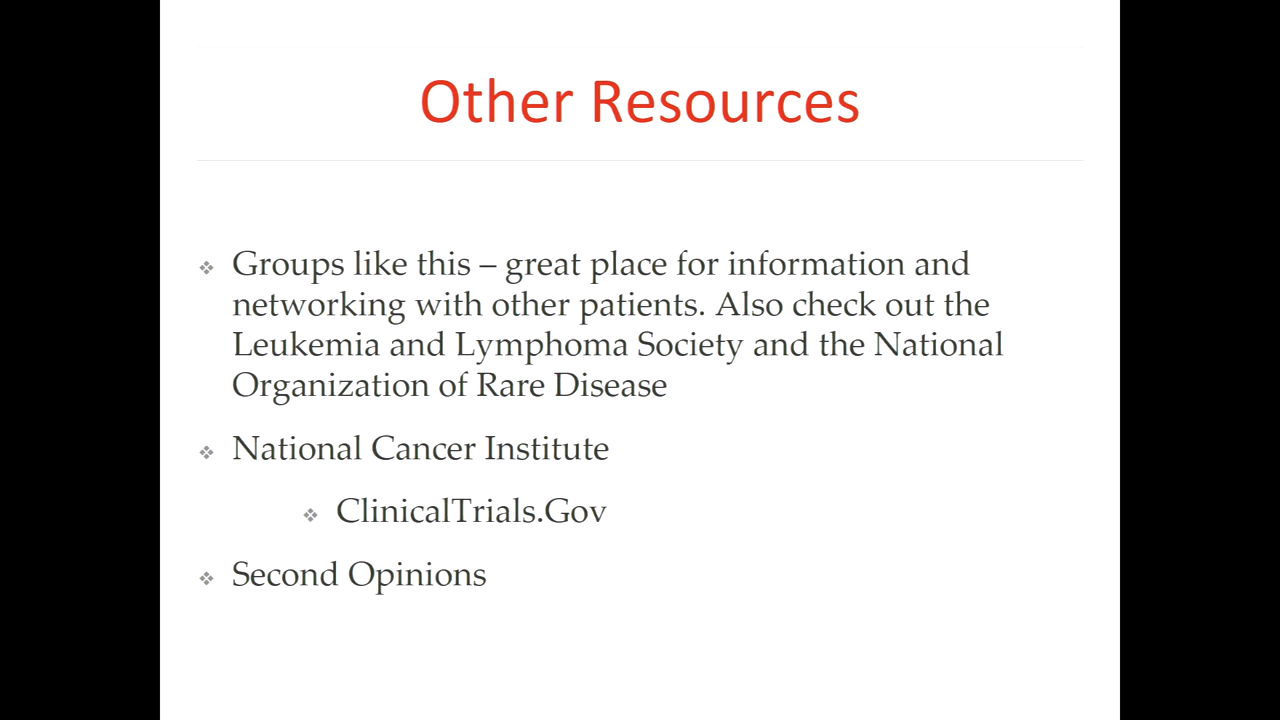 Other Resources
Groups like this – great place for information and
networking with other patients. Also check out the
Leukemia and Lymphoma Society and the National
Organization of Rare Disease
National Cancer Institute
ClinicalTrials.Gov
Second Opinions